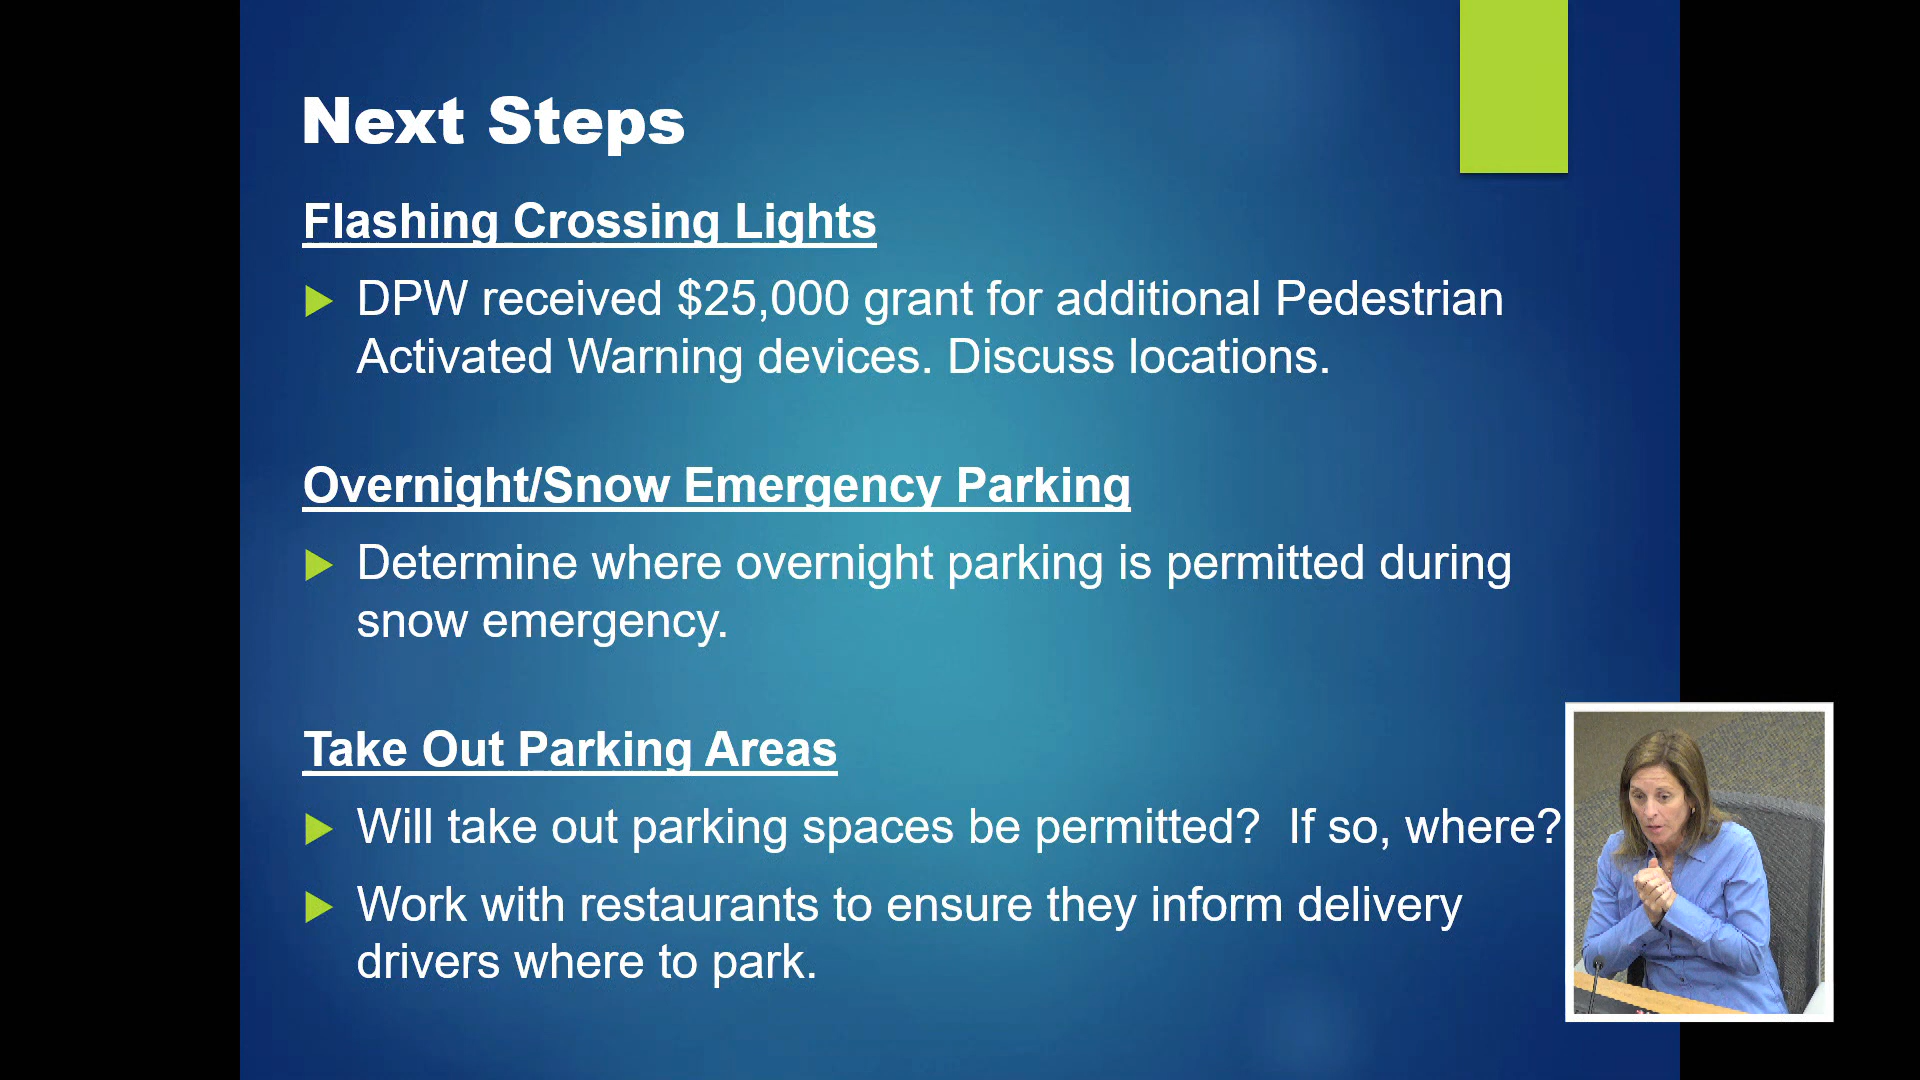 Next Steps
Flashing Crossing Lights
DPW received $25,000 grant for additional Pedestrian
Activated Warning devices. Discuss locations.
Overnight/Snow Emergency Parking
Determine where overnight parking is permitted during
snow emergency.
Take Out Parking Areas
Will take out parking spaces be permitted?  If so, where?
Work with restaurants to ensure they inform delivery
drivers where to park.